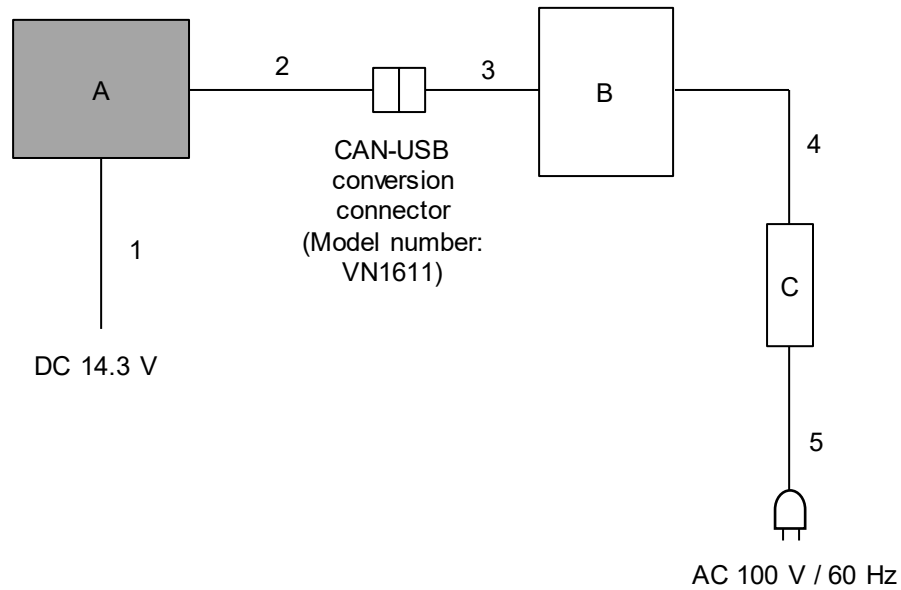 A
2
3
B
CAN-USB
conversion
connector
(Model number:
VN1611)
4
1
C
DC 14.3 V
5
AC 100 V / 60 Hz